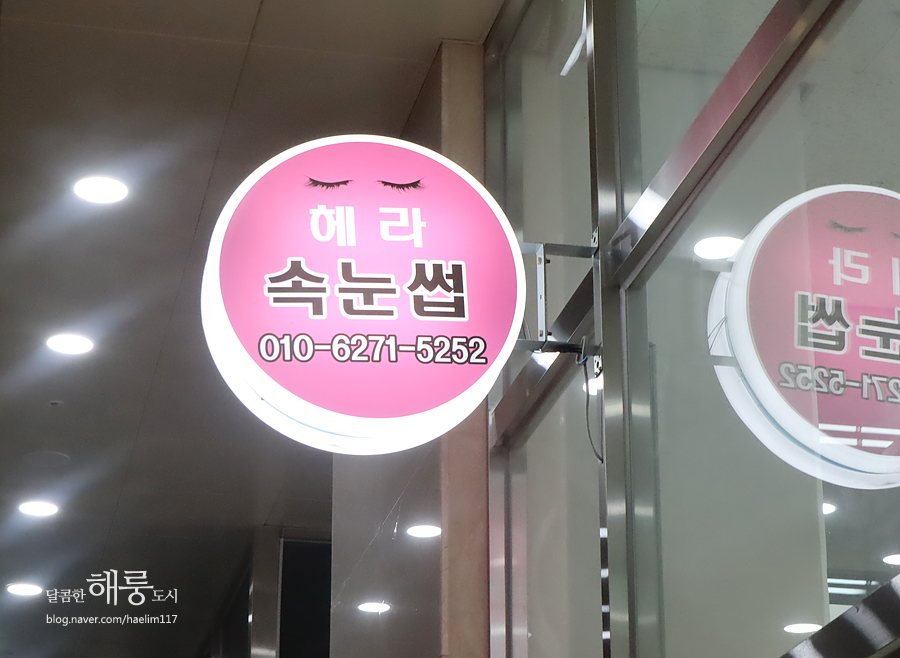 헤라
속눈썹
010-6271-5252
달콤한해룽도시
blog.naver.com/haelim117